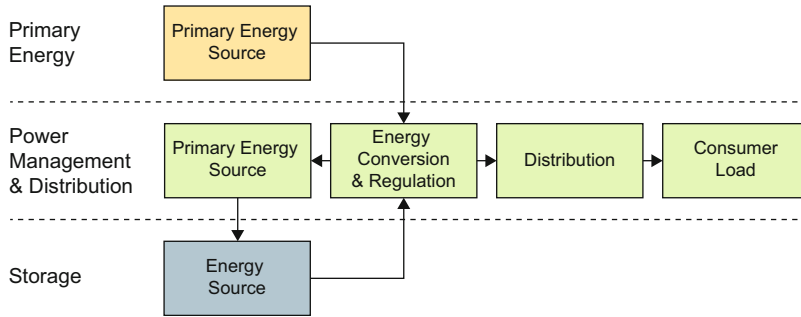 Primary
Energy
Primary Energy
Source
Power
Management
& Distribution
Primary Energy
Source
Energy
Conversion
& Regulation
Distribution
Consumer
Load
Storage
Energy
Source